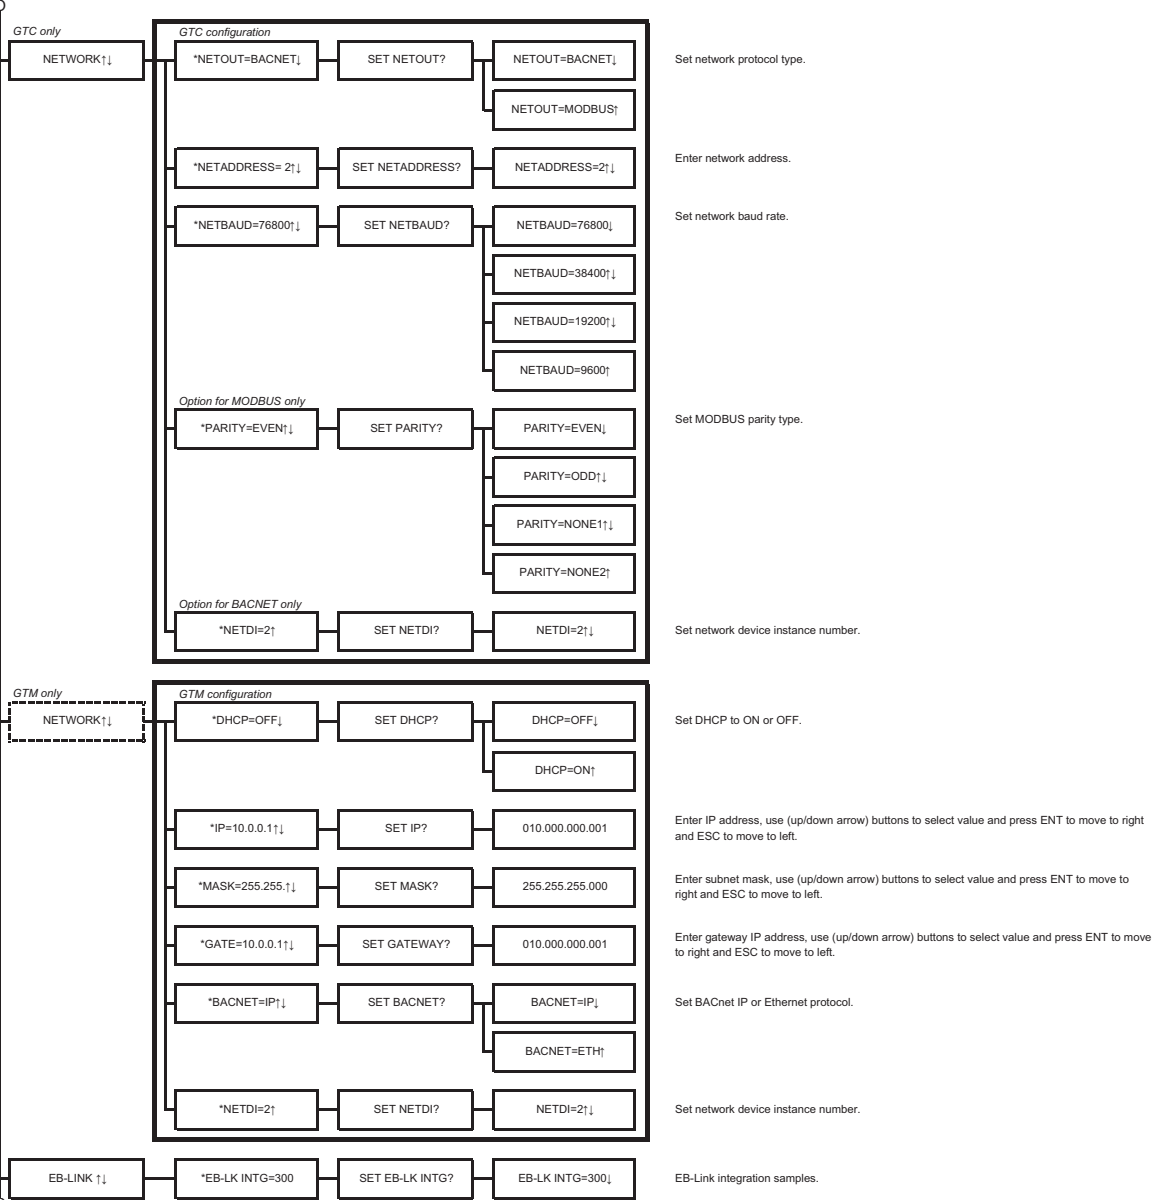 GTC only
GTC configuration
NETWORK↑↓
*NETOUT=BACNET↓
SET NETOUT?
NETOUT=BACNET↓
Set network protocol type.
NETOUT=MODBUS↑
*NETADDRESS= 2↑↓
SET NETADDRESS?
NETADDRESS=2↑↓
Enter network address.
*NETBAUD=76800↑↓
SET NETBAUD?
NETBAUD=76800↓
Set network baud rate.
NETBAUD=38400↑↓
NETBAUD=19200↑↓
NETBAUD=9600↑
Option for MODBUS only
*PARITY=EVEN↑↓
SET PARITY?
PARITY=EVEN↓
Set MODBUS parity type.
PARITY=ODD↑↓
PARITY=NONE1↑↓
PARITY=NONE2↑
Option for BACNET only
*NETDI=2↑
SET NETDI?
NETDI=2↑↓
Set network device instance number.
GTM only
GTM configuration
NETWORK↑↓
*DHCP=OFF↓
SET DHCP?
DHCP=OFF↓
Set DHCP to ON or OFF.
DHCP=ON↑
*IP=10.0.0.1↑↓
SET IP?
010.000.000.001
Enter IP address, use (up/down arrow) buttons to select value and press ENT to move to right
and ESC to move to left.
*MASK=255.255.↑↓
SET MASK?
255.255.255.000
Enter subnet mask, use (up/down arrow) buttons to select value and press ENT to move to
right and ESC to move to left.
*GATE=10.0.0.1↑↓
SET GATEWAY?
010.000.000.001
Enter gateway IP address, use (up/down arrow) buttons to select value and press ENT to move
to right and ESC to move to left.
*BACNET=IP↑↓
SET BACNET?
BACNET=IP↓
Set BACnet IP or Ethernet protocol.
BACNET=ETH↑
*NETDI=2↑
SET NETDI?
NETDI=2↑↓
Set network device instance number.
EB-LINK ↑↓
*EB-LK INTG=300
SET EB-LK INTG?
EB-LK INTG=300↓
EB-Link integration samples.